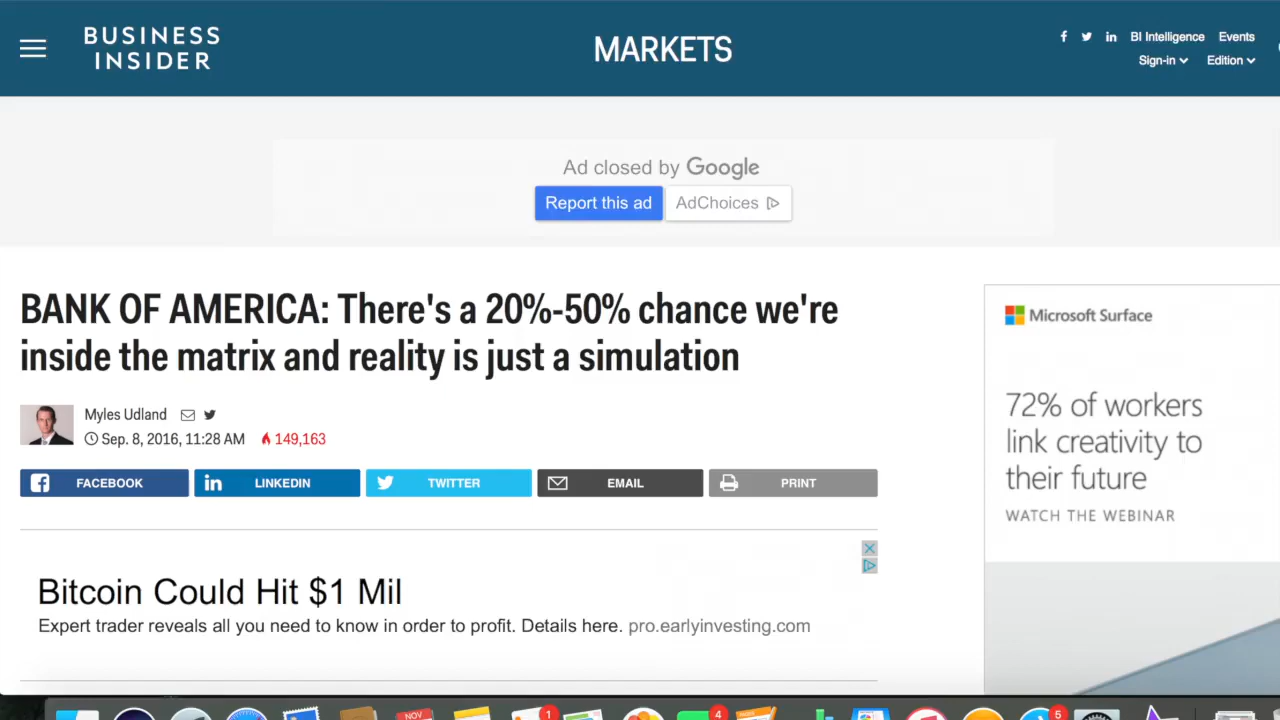 BUSINESS
INSIDER
MARKETS
BI Intelligence Events
Sign-in Edition
Ad closed by Google
Report this ad AdChoices
BANK OF AMERICA: There's a 20%-50% chance we're
inside the matrix and reality is just a simulation
Myles Udland
Sep. 8, 2016, 11:28 AM 149,163
FACEBOOK LINKEDIN TWITTER EMAIL PRINT
Bitcoin Could Hit $1 Mil
Expert trader reveals all you need to know in order to profit. Details here. pro.earlyinvesting.com
Microsoft Surface
72% of workers
link creativity to
their future
WATCH THE WEBINAR
NOV 1 4 5